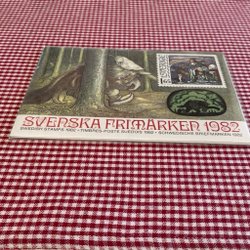 SVENSKA FRIMÄRKEN 1982
SWEDISH STAMPS 1982 • TIMBRES-POSTE SUEDOIS 1982 • SCHWEDISCHE BRIEFMARKEN 1982